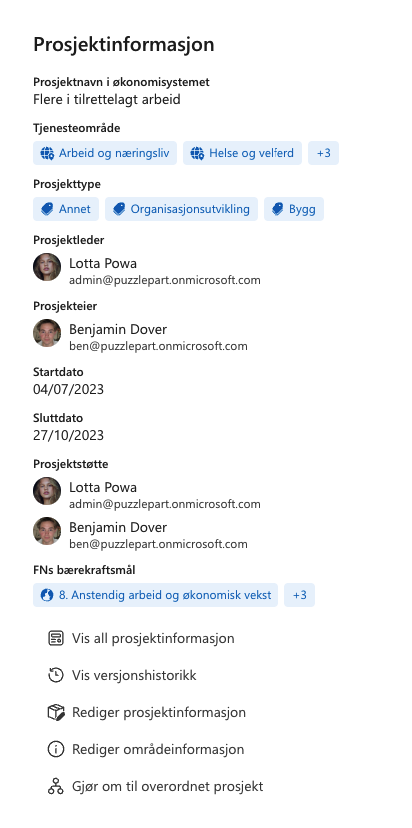 Prosjektinformasjon
Prosjektnavn i økonomisystemet
Flere i tilrettelagt arbeid
Tjenesteområde
Arbeid og næringsliv Helse og velferd +3
Prosjekttype
Annet Organisasjonsutvikling Bygg
Prosjektleder
Lotta Powa
admin@puzzlepart.onmicrosoft.com
Prosjekteier
Benjamin Dover
ben@puzzlepart.onmicrosoft.com
Startdato
04/07/2023
Sluttdato
27/10/2023
Prosjektstøtte
Lotta Powa
admin@puzzlepart.onmicrosoft.com
Benjamin Dover
ben@puzzlepart.onmicrosoft.com
FNs bærekraftsmål
8. Anstendig arbeid og økonomisk vekst +3
Vis all prosjektinformasjon
Vis versjonshistorikk
Rediger prosjektinformasjon
Rediger områdeinformasjon
Gjør om til overordnet prosjekt